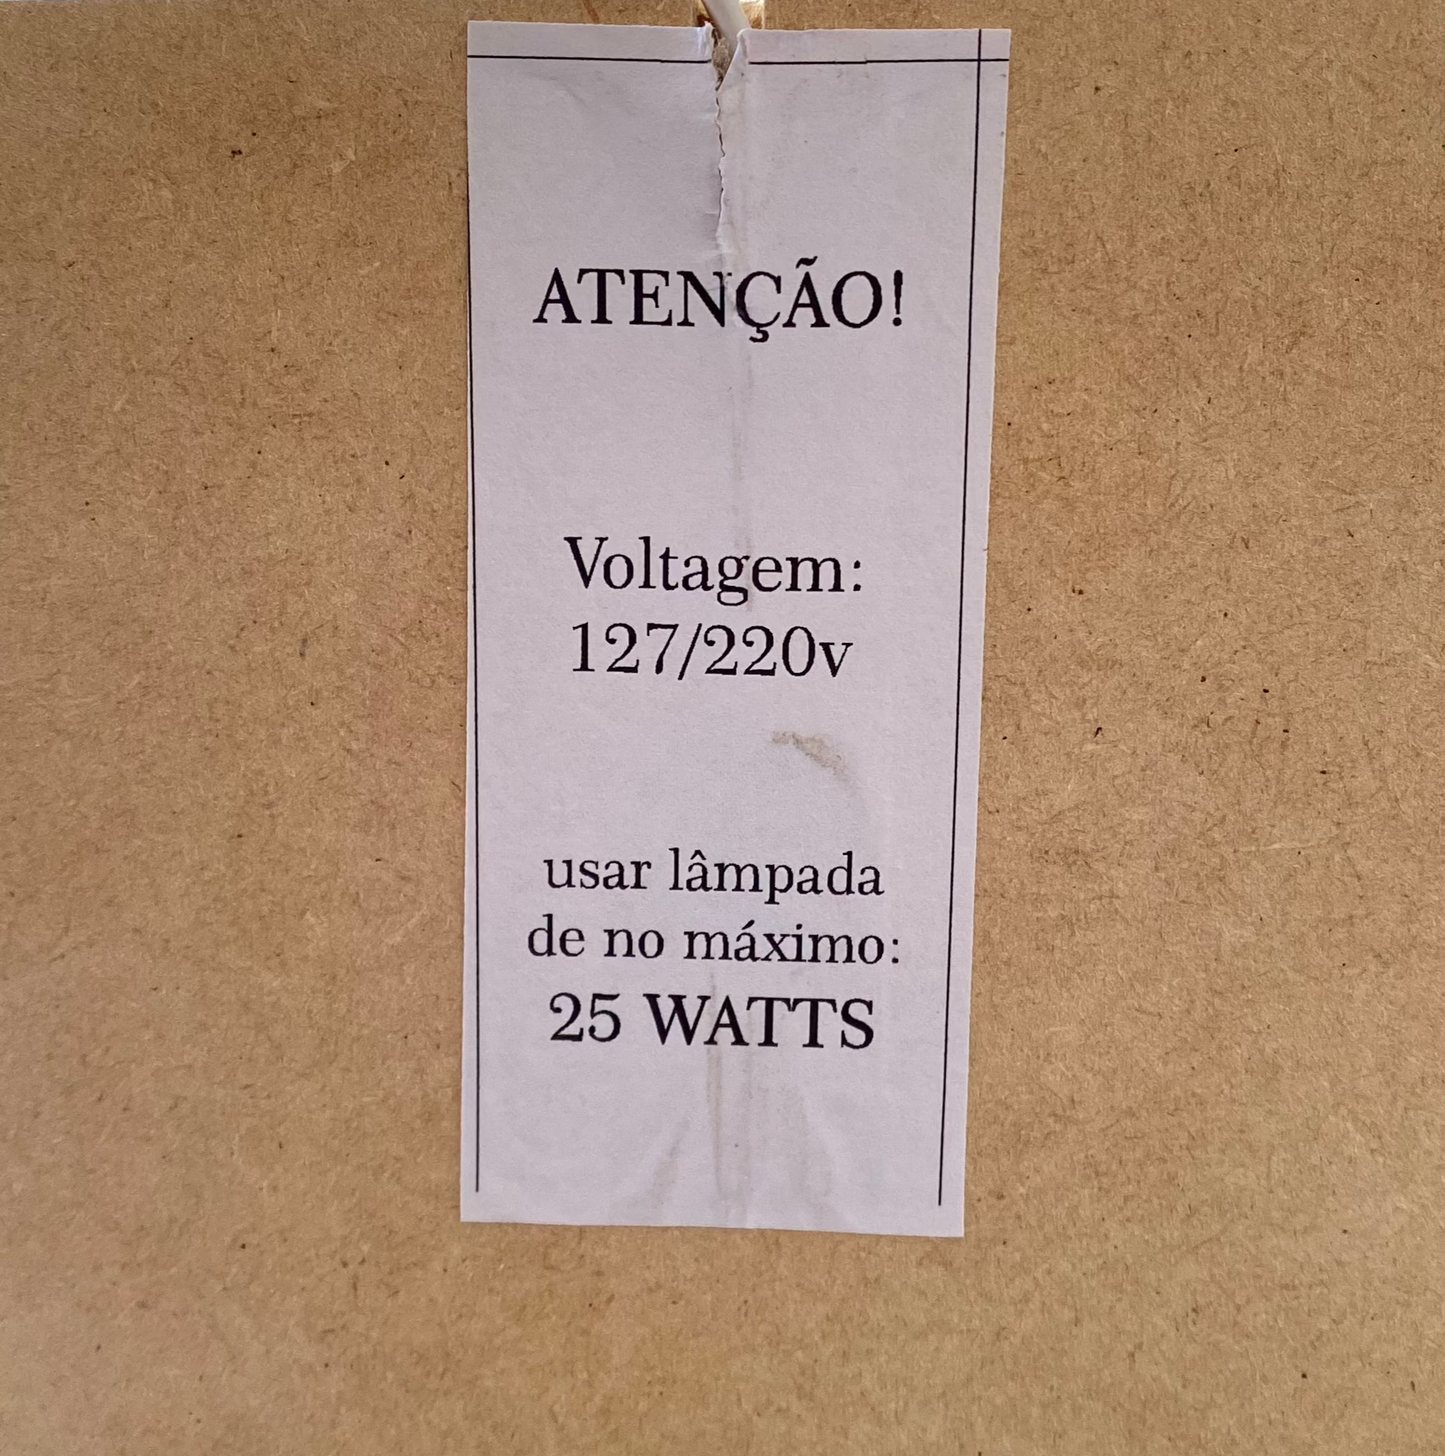 ATENÇÃO!
Voltagem:
127/220v
usar lâmpada
de no máximo:
25 WATTS